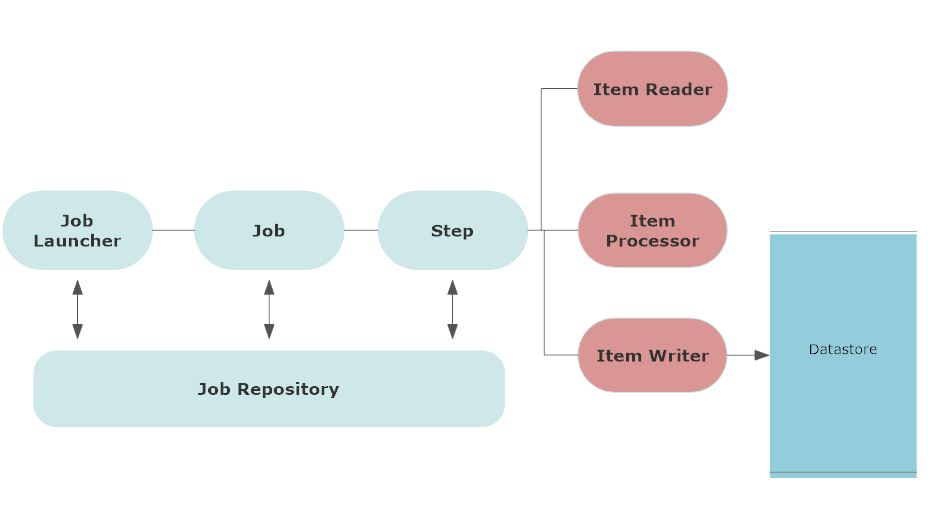 Item Reader
Job
Launcher
Job
Step
Item
Processor
Item Writer
Datastore
Job Repository